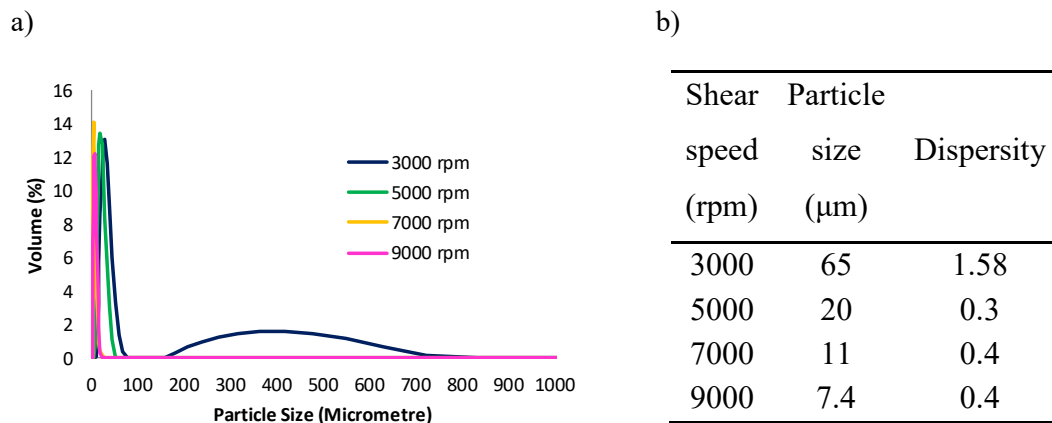 a)
16
14
12
10
8
6
4
2
0
Volume (%)
0 100 200 300 400 500 600 700 800 900 1000
Particle Size (Micrometre)
3000 rpm
5000 rpm
7000 rpm
9000 rpm
b)
Shear Particle
speed size Dispersity
(rpm) (μm)
3000 65 1.58
5000 20 0.3
7000 11 0.4
9000 7.4 0.4